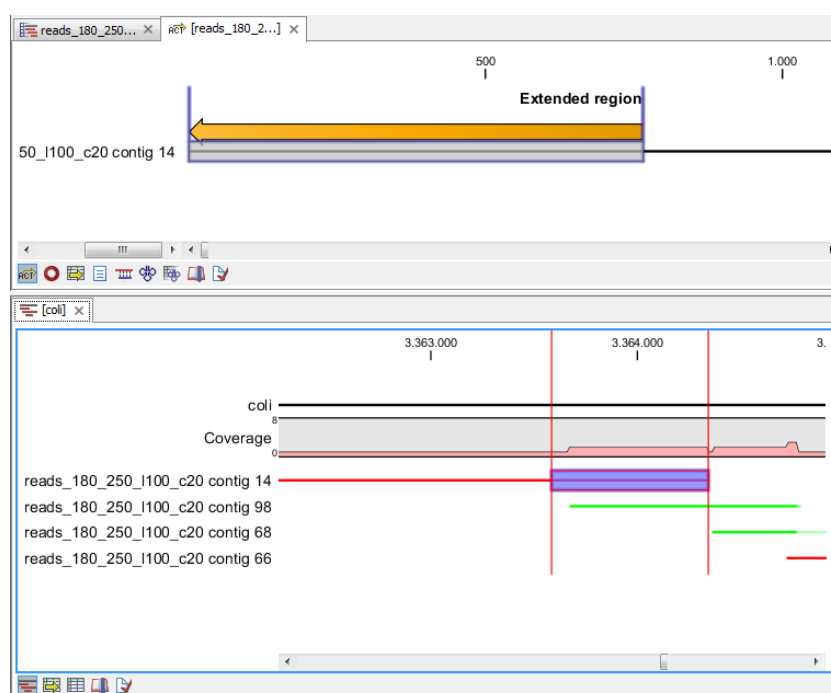 reads_180_250... [reads_180_2...]
500 1.000
Extended region
50_l100_c20 contig 14
ACT
[coli]
3.363.000 3.364.000 3.
coli
8
Coverage
0
reads_180_250_l100_c20 contig 14
reads_180_250_l100_c20 contig 98
reads_180_250_l100_c20 contig 68
reads_180_250_l100_c20 contig 66